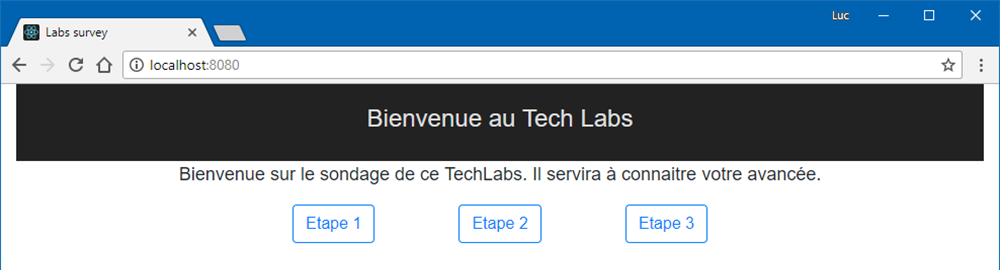 Luc
Labs survey
localhost:8080
Bienvenue au Tech Labs
Bienvenue sur le sondage de ce TechLabs. Il servira à connaitre votre avancée.
Etape 1 Etape 2 Etape 3